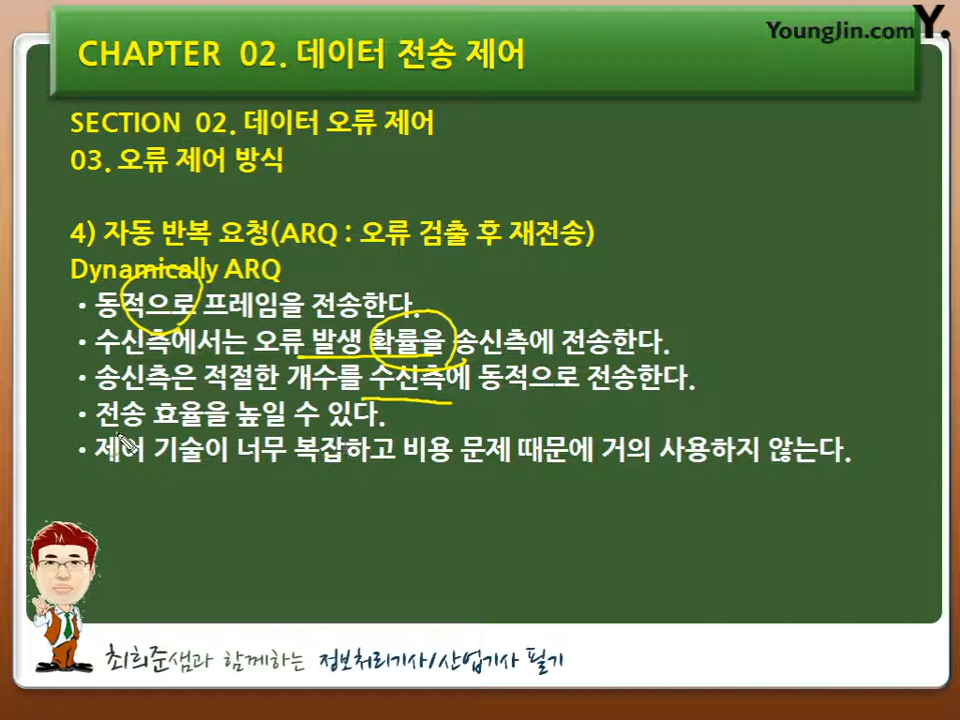 YoungJin.com Y.
CHAPTER 02. 데이터 전송 제어
SECTION 02. 데이터 오류 제어
03. 오류 제어 방식
4) 자동 반복 요청(ARQ : 오류 검출 후 재전송)
Dynamically ARQ
• 동적으로 프레임을 전송한다.
• 수신측에서는 오류 발생 확률을 송신측에 전송한다.
• 송신측은 적절한 개수를 수신측에 동적으로 전송한다.
• 전송 효율을 높일 수 있다.
• 제어 기술이 너무 복잡하고 비용 문제 때문에 거의 사용하지 않는다.
최희준샘과 함께하는 정보처리기사/산업기사 필기